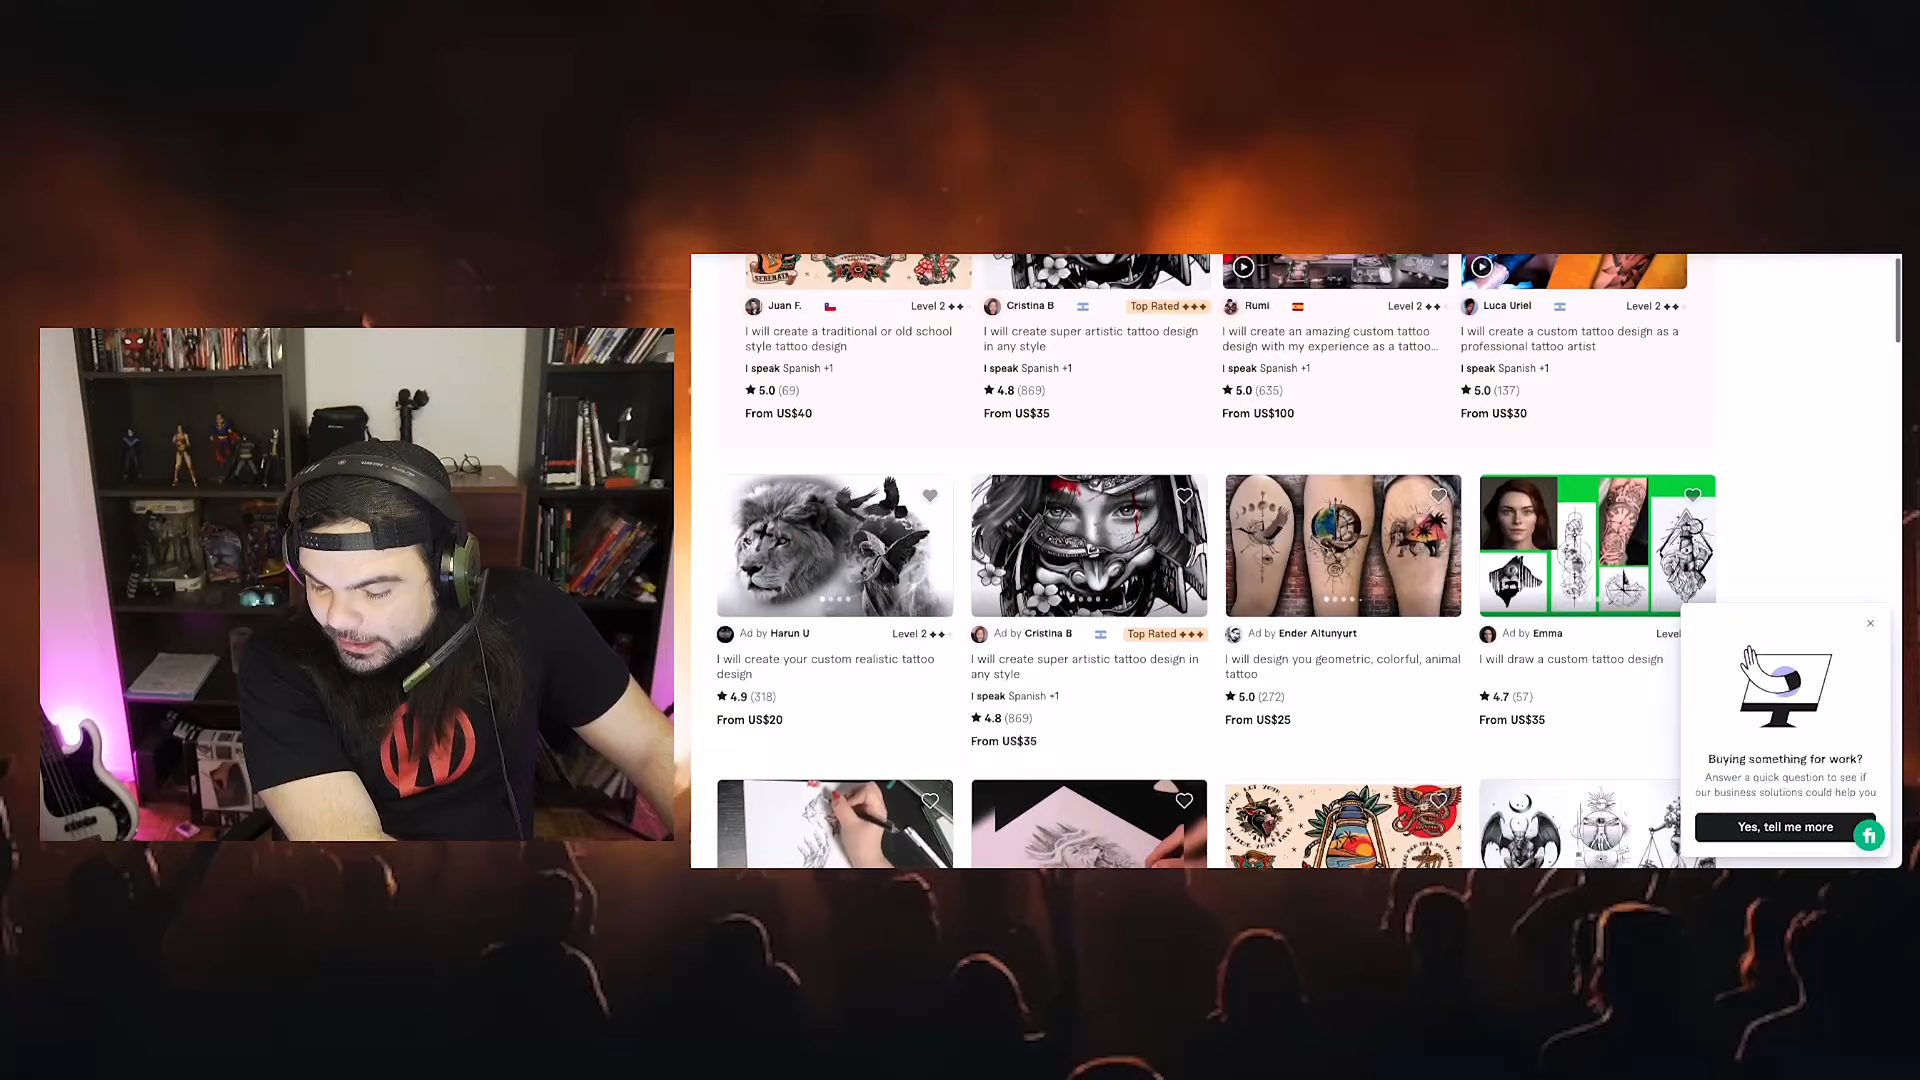 SERENATA
Juan F.
Level 2
I will create a traditional or old school
style tattoo design
I speak Spanish +1
5.0 (69)
From US$40
Cristina B
Top Rated
I will create super artistic tattoo design
in any style
I speak Spanish +1
4.8 (869)
From US$35
Rumi
Level 2
I will create an amazing custom tattoo
design with my experience as a tattoo...
I speak Spanish +1
5.0 (635)
From US$100
Luca Uriel
Level 2
I will create a custom tattoo design as a
professional tattoo artist
I speak Spanish +1
5.0 (137)
From US$30
Ad by Harun U
Level 2
I will create your custom realistic tattoo
design
4.9 (318)
From US$20
Ad by Cristina B
Top Rated
I will create super artistic tattoo design in
any style
I speak Spanish +1
4.8 (869)
From US$35
Ad by Ender Altunyurt
I will design you geometric, colorful, animal
tattoo
5.0 (272)
From US$25
Ad by Emma
Level
I will draw a custom tattoo design
4.7 (57)
From US$35
Buying something for work?
Answer a quick question to see if
our business solutions could help you
Yes, tell me more
fi